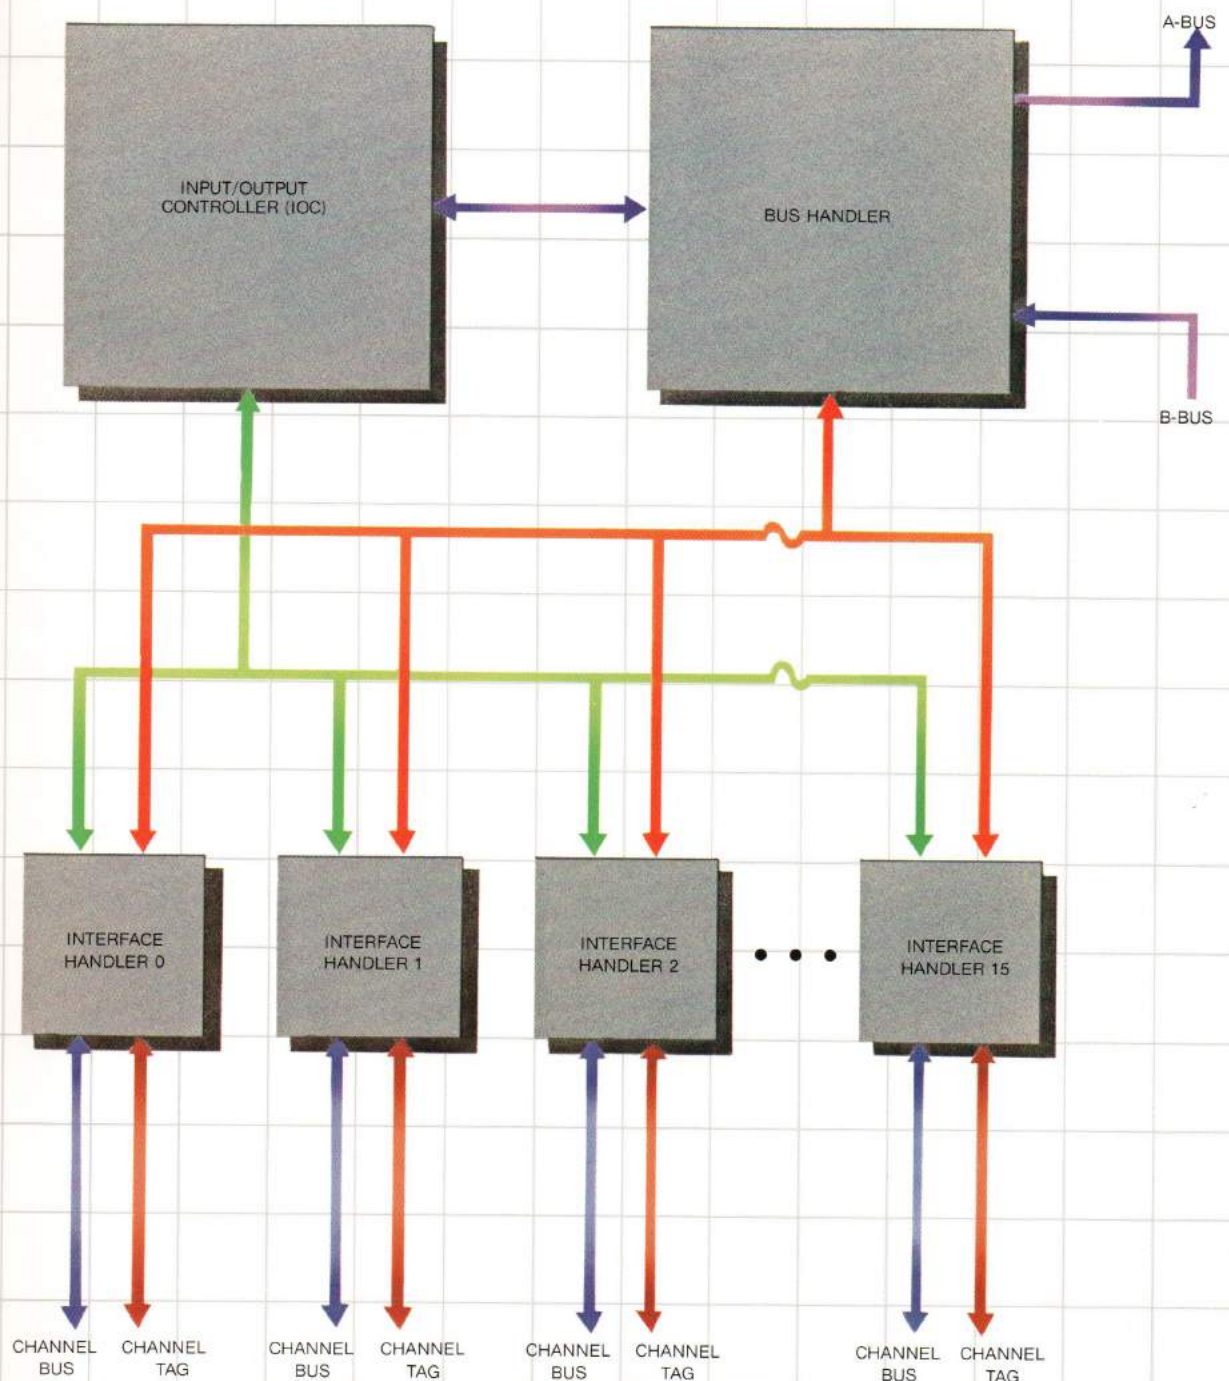 A-BUS
INPUT/OUTPUT
CONTROLLER (IOC)
BUS HANDLER
B-BUS
INTERFACE
HANDLER 0
INTERFACE
HANDLER 1
INTERFACE
HANDLER 2
INTERFACE
HANDLER 15
CHANNEL
BUS
CHANNEL
TAG
CHANNEL
BUS
CHANNEL
TAG
CHANNEL
BUS
CHANNEL
TAG
CHANNEL
BUS
CHANNEL
TAG